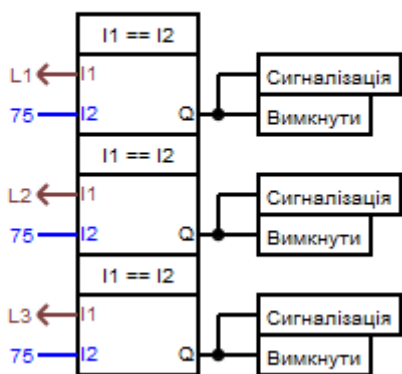 I1 == I2
L1 I1 Сигналізація
75 I2 Q Вимкнути
I1 == I2
L2 I1 Сигналізація
75 I2 Q Вимкнути
I1 == I2
L3 I1 Сигналізація
75 I2 Q Вимкнути